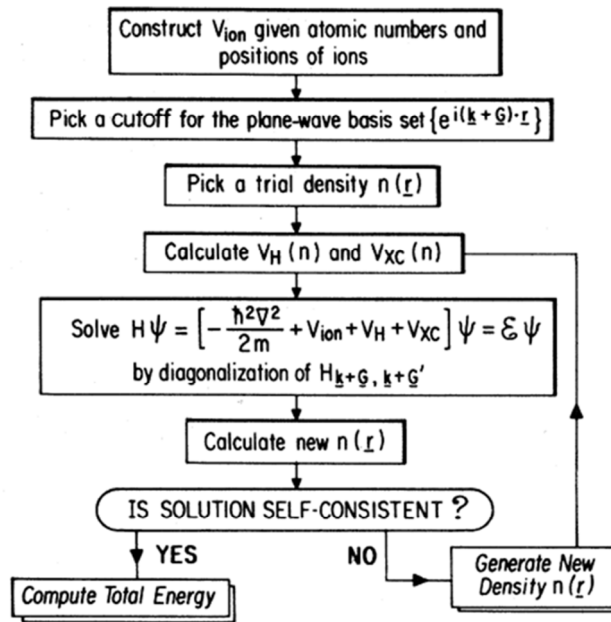 Construct V_ion given atomic numbers and
positions of ions
Pick a cutoff for the plane-wave basis set {e^i(k+G)·r}
Pick a trial density n(r)
Calculate V_H(n) and V_XC(n)
Solve Hψ = [-ħ²∇²/2m + V_ion + V_H + V_XC] ψ = ℰψ
by diagonalization of H_k+G, k+G'
Calculate new n(r)
IS SOLUTION SELF-CONSISTENT ?
YES
NO
Compute Total Energy
Generate New
Density n(r)